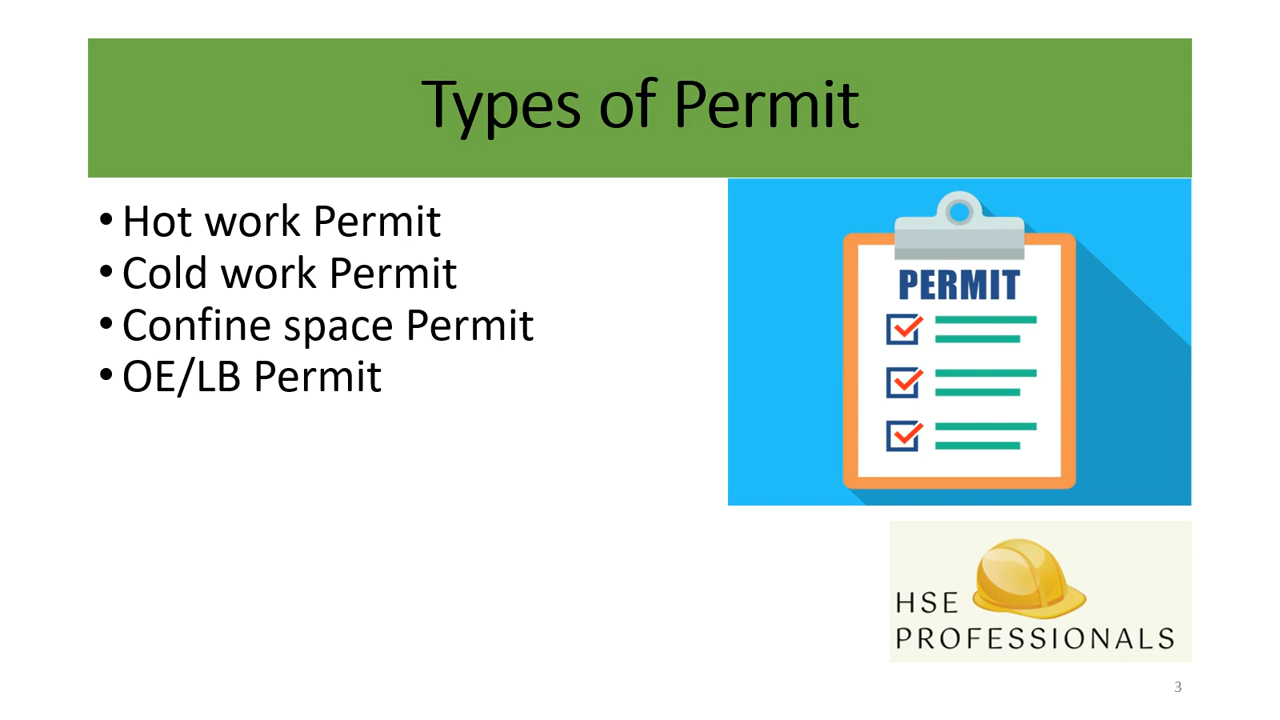 Types of Permit
• Hot work Permit
• Cold work Permit
• Confine space Permit
• OE/LB Permit
PERMIT
HSE
PROFESSIONALS
3